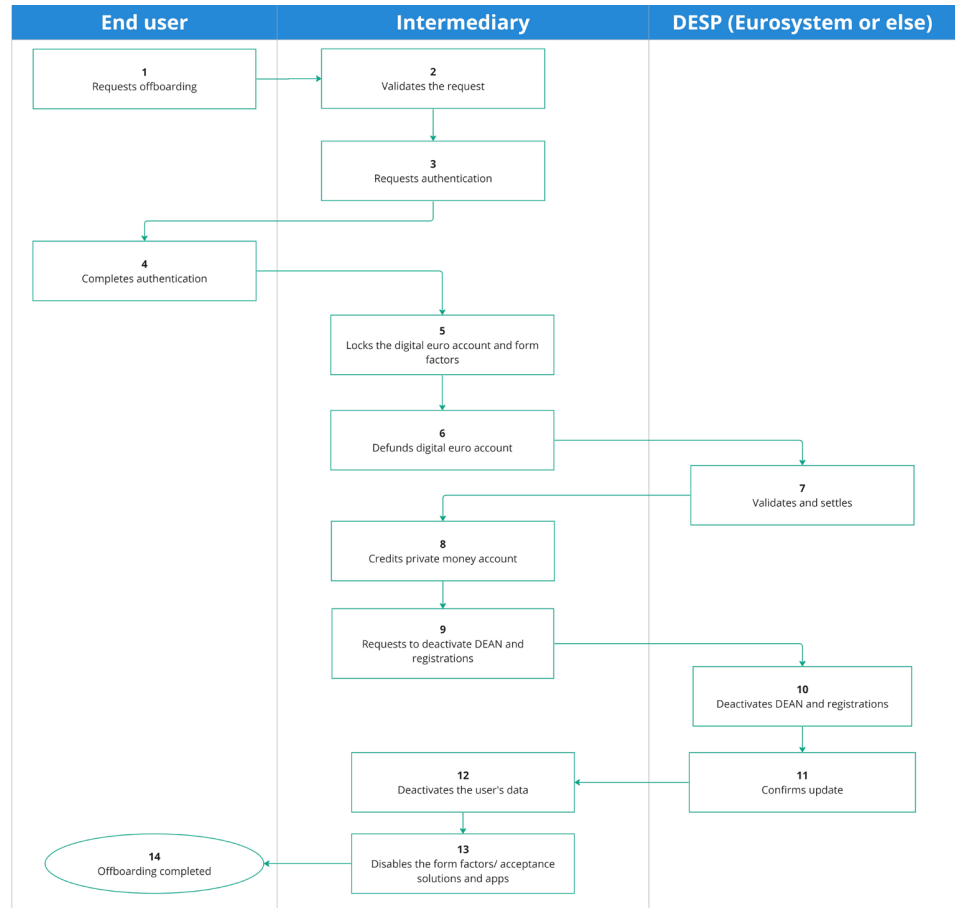 End user
Intermediary
DESP (Eurosystem or else)
1
Requests offboarding
2
Validates the request
3
Requests authentication
4
Completes authentication
5
Locks the digital euro account and form
factors
6
Defunds digital euro account
7
Validates and settles
8
Credits private money account
9
Requests to deactivate DEAN and
registrations
10
Deactivates DEAN and registrations
11
Confirms update
12
Deactivates the user's data
13
Disables the form factors/ acceptance
solutions and apps
14
Offboarding completed